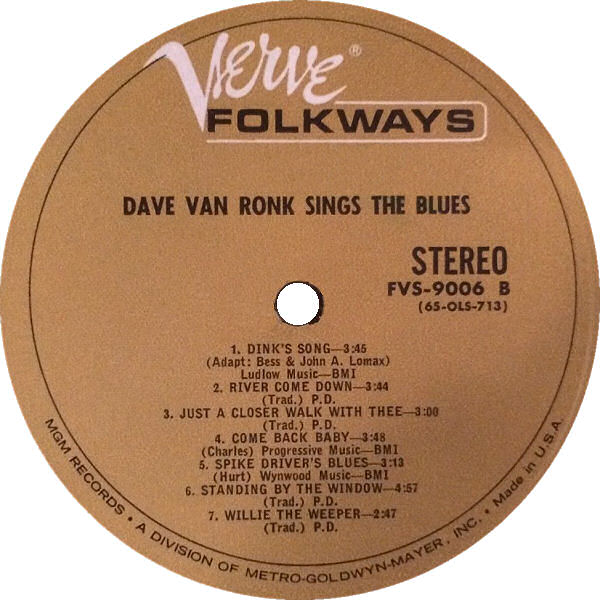 Verve®
FOLKWAYS
DAVE VAN RONK SINGS THE BLUES
STEREO
FVS-9006 B
(65-OLS-713)
1. DINK'S SONG—3:45
(Adapt: Bess & John A. Lomax)
Ludlow Music—BMI
2. RIVER COME DOWN—3:44
(Trad.) P.D.
3. JUST A CLOSER WALK WITH THEE—3:00
(Trad.) P.D.
4. COME BACK BABY—3:48
(Charles) Progressive Music—BMI
5. SPIKE DRIVER'S BLUES—3:13
(Hurt) Wynwood Music—BMI
6. STANDING BY THE WINDOW—4:57
(Trad.) P.D.
7. WILLIE THE WEEPER—2:47
(Trad.) P.D.
MGM RECORDS • A DIVISION OF METRO-GOLDWYN-MAYER, INC. • Made in U.S.A.